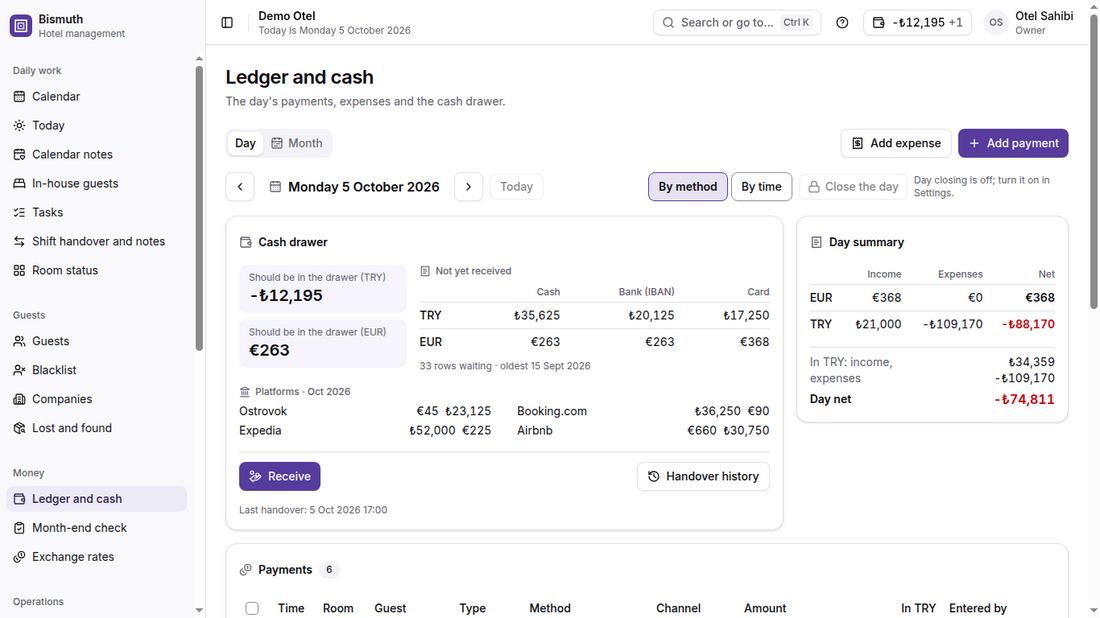 Bismuth
Hotel management
Daily work
Calendar
Today
Calendar notes
In-house guests
Tasks
Shift handover and notes
Room status
Guests
Guests
Blacklist
Companies
Lost and found
Money
Ledger and cash
Month-end check
Exchange rates
Operations
Demo Otel
Today is Monday 5 October 2026
Search or go to... Ctrl K
-₺12,195 +1
OS
Otel Sahibi
Owner
Ledger and cash
The day's payments, expenses and the cash drawer.
Day Month
Add expense
Add payment
Monday 5 October 2026
Today
By method By time
Close the day
Day closing is off; turn it on in
Settings.
Cash drawer
Should be in the drawer (TRY)
-₺12,195
Should be in the drawer (EUR)
€263
Not yet received
Cash Bank (IBAN) Card
TRY ₺35,625 ₺20,125 ₺17,250
EUR €263 €263 €368
33 rows waiting · oldest 15 Sept 2026
Platforms · Oct 2026
Ostrovok €45 ₺23,125 Booking.com ₺36,250 €90
Expedia ₺52,000 €225 Airbnb €660 ₺30,750
Receive
Handover history
Last handover: 5 Oct 2026 17:00
Day summary
Income Expenses Net
EUR €368 €0 €368
TRY ₺21,000 -₺109,170 -₺88,170
In TRY: income, ₺34,359
expenses -₺109,170
Day net -₺74,811
Payments 6
Time Room Guest Type Method Channel Amount In TRY Entered by